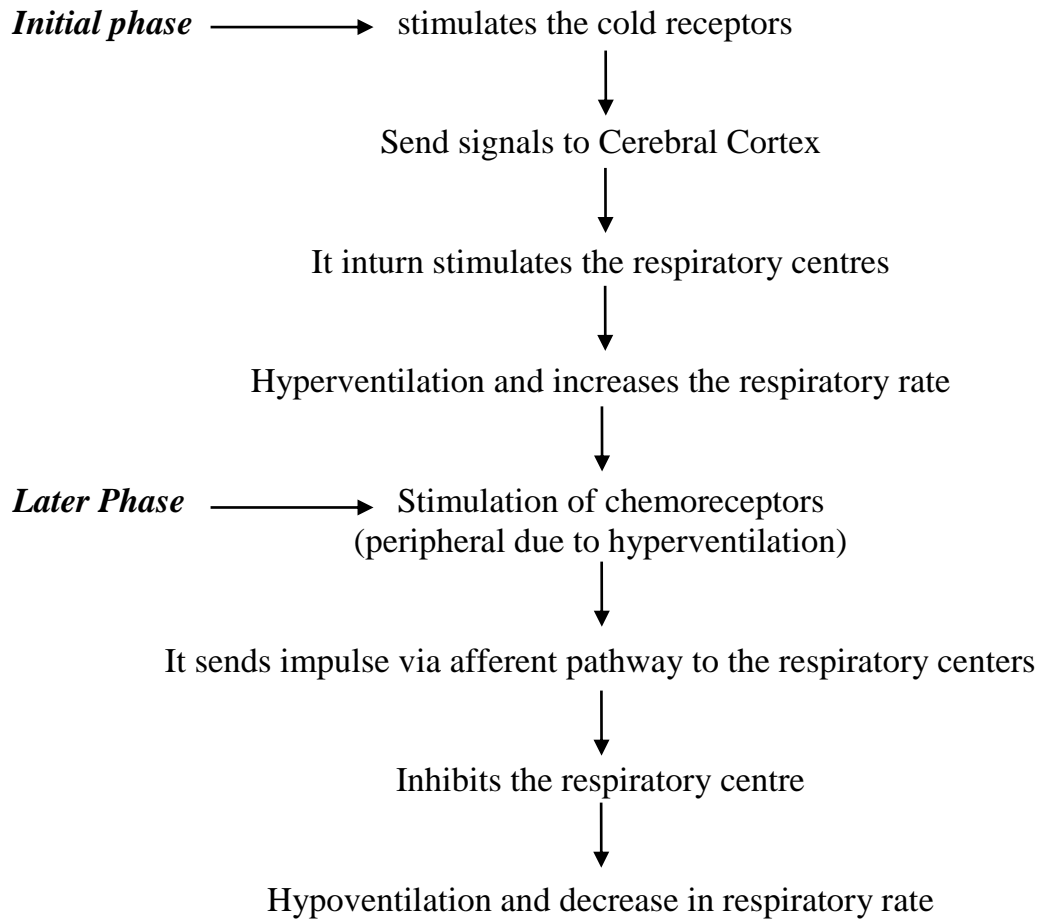 Initial phase stimulates the cold receptors
Send signals to Cerebral Cortex
It inturn stimulates the respiratory centres
Hyperventilation and increases the respiratory rate
Later Phase Stimulation of chemoreceptors
(peripheral due to hyperventilation)
It sends impulse via afferent pathway to the respiratory centers
Inhibits the respiratory centre
Hypoventilation and decrease in respiratory rate